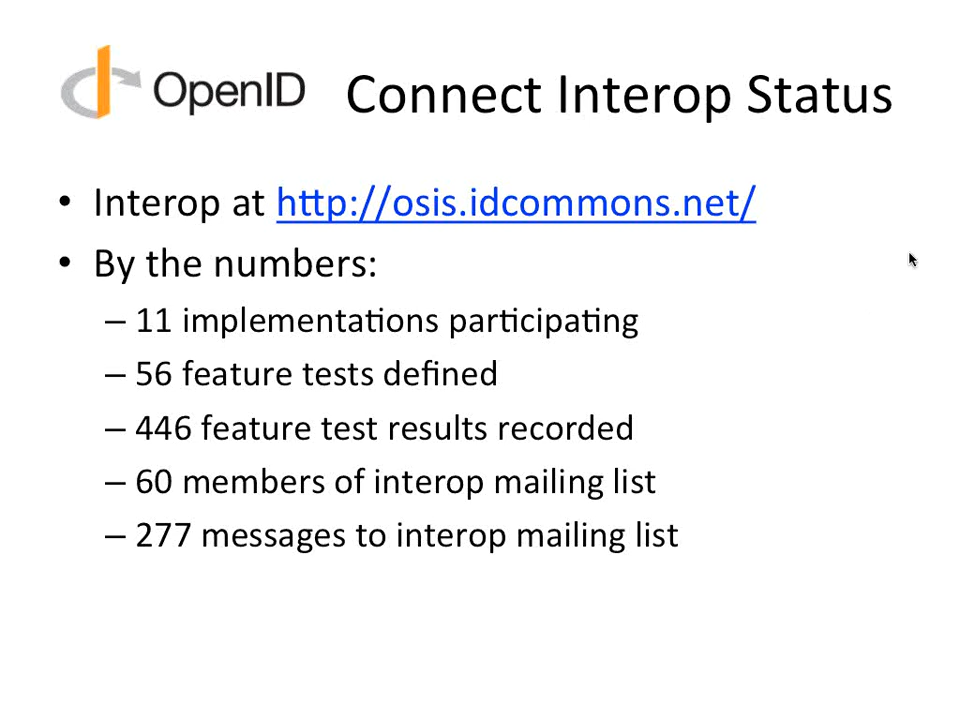 OpenID Connect Interop Status
• Interop at http://osis.idcommons.net/
• By the numbers:
– 11 implementations participating
– 56 feature tests defined
– 446 feature test results recorded
– 60 members of interop mailing list
– 277 messages to interop mailing list